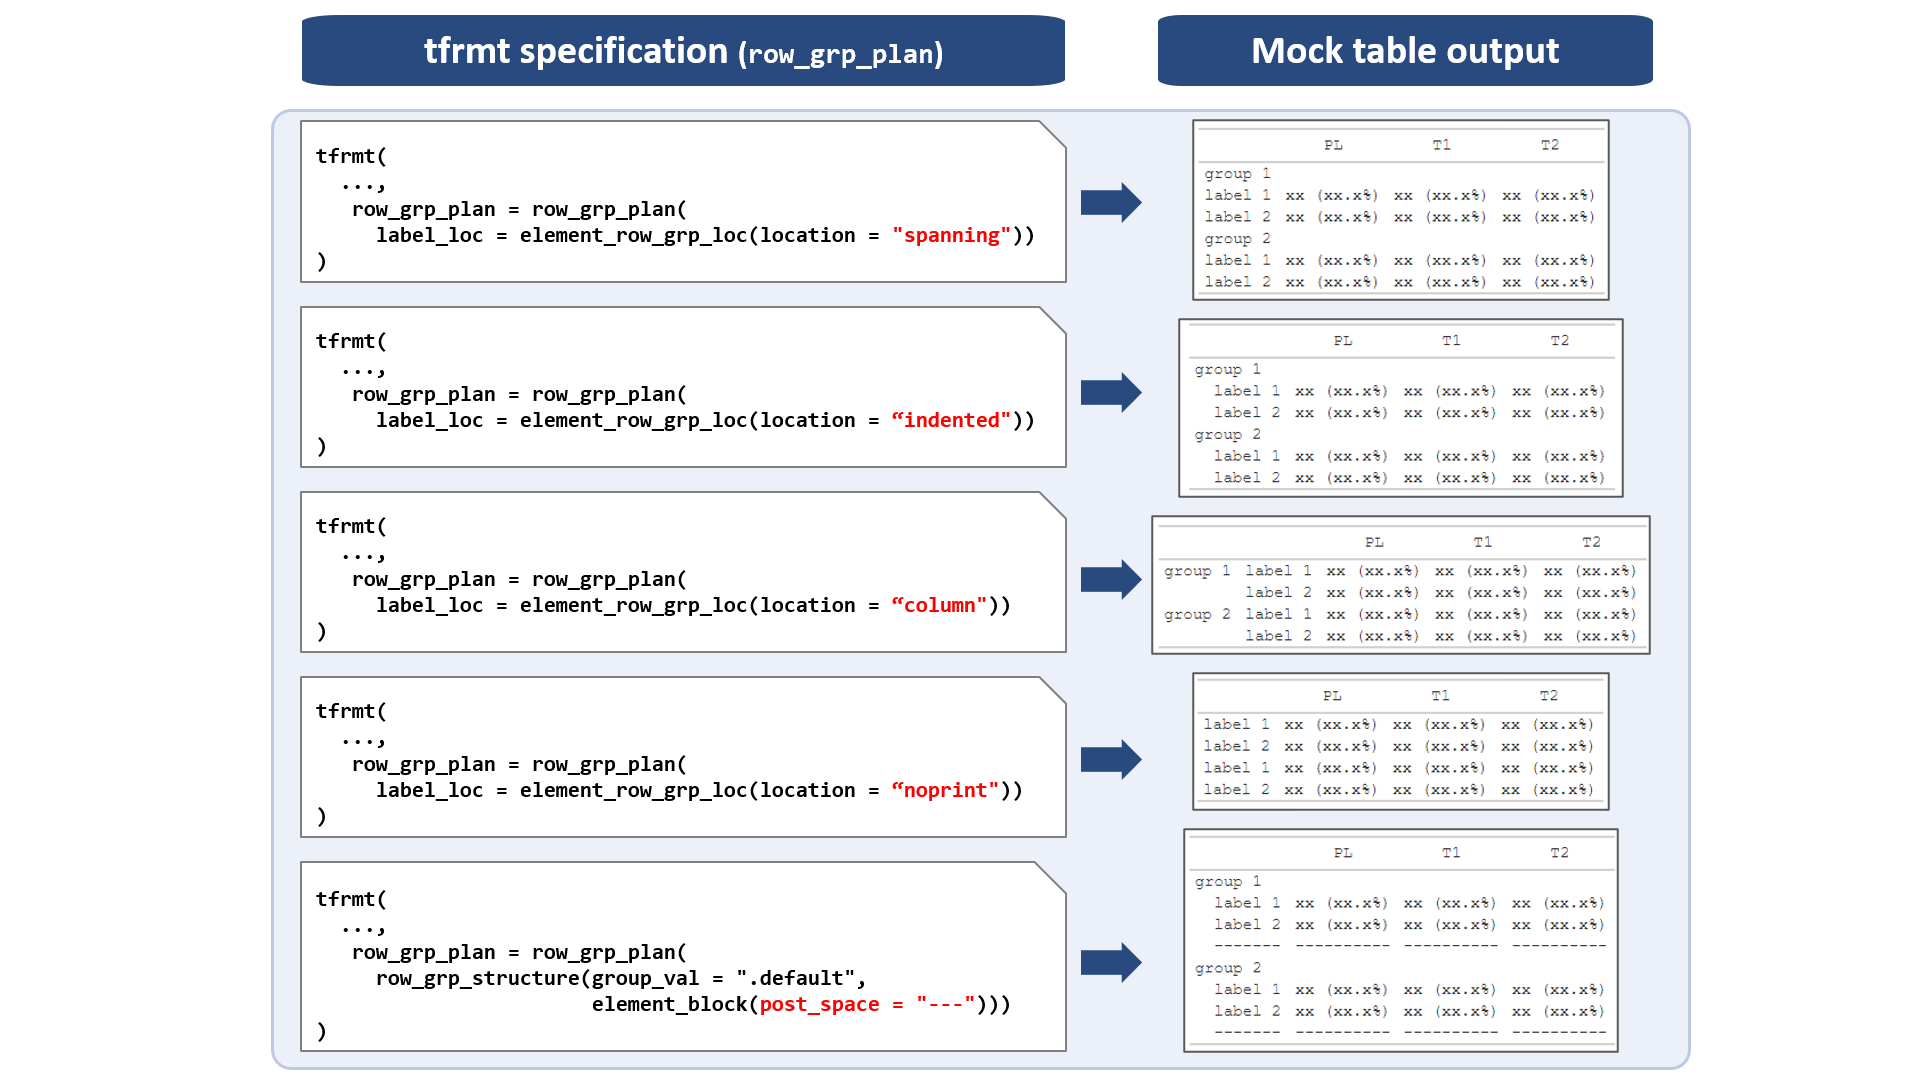 tfrmt specification (row_grp_plan)
Mock table output
tfrmt(
...,
row_grp_plan = row_grp_plan(
label_loc = element_row_grp_loc(location = "spanning"))
)
PL T1 T2
group 1
label 1 xx (xx.x%) xx (xx.x%) xx (xx.x%)
label 2 xx (xx.x%) xx (xx.x%) xx (xx.x%)
group 2
label 1 xx (xx.x%) xx (xx.x%) xx (xx.x%)
label 2 xx (xx.x%) xx (xx.x%) xx (xx.x%)
tfrmt(
...,
row_grp_plan = row_grp_plan(
label_loc = element_row_grp_loc(location = “indented"))
)
PL T1 T2
group 1
label 1 xx (xx.x%) xx (xx.x%) xx (xx.x%)
label 2 xx (xx.x%) xx (xx.x%) xx (xx.x%)
group 2
label 1 xx (xx.x%) xx (xx.x%) xx (xx.x%)
label 2 xx (xx.x%) xx (xx.x%) xx (xx.x%)
tfrmt(
...,
row_grp_plan = row_grp_plan(
label_loc = element_row_grp_loc(location = “column"))
)
PL T1 T2
group 1 label 1 xx (xx.x%) xx (xx.x%) xx (xx.x%)
label 2 xx (xx.x%) xx (xx.x%) xx (xx.x%)
group 2 label 1 xx (xx.x%) xx (xx.x%) xx (xx.x%)
label 2 xx (xx.x%) xx (xx.x%) xx (xx.x%)
tfrmt(
...,
row_grp_plan = row_grp_plan(
label_loc = element_row_grp_loc(location = “noprint"))
)
PL T1 T2
label 1 xx (xx.x%) xx (xx.x%) xx (xx.x%)
label 2 xx (xx.x%) xx (xx.x%) xx (xx.x%)
label 1 xx (xx.x%) xx (xx.x%) xx (xx.x%)
label 2 xx (xx.x%) xx (xx.x%) xx (xx.x%)
tfrmt(
...,
row_grp_plan = row_grp_plan(
row_grp_structure(group_val = ".default",
element_block(post_space = "---")))
)
PL T1 T2
group 1
label 1 xx (xx.x%) xx (xx.x%) xx (xx.x%)
label 2 xx (xx.x%) xx (xx.x%) xx (xx.x%)
------- ---------- ---------- ----------
group 2
label 1 xx (xx.x%) xx (xx.x%) xx (xx.x%)
label 2 xx (xx.x%) xx (xx.x%) xx (xx.x%)
------- ---------- ---------- ----------